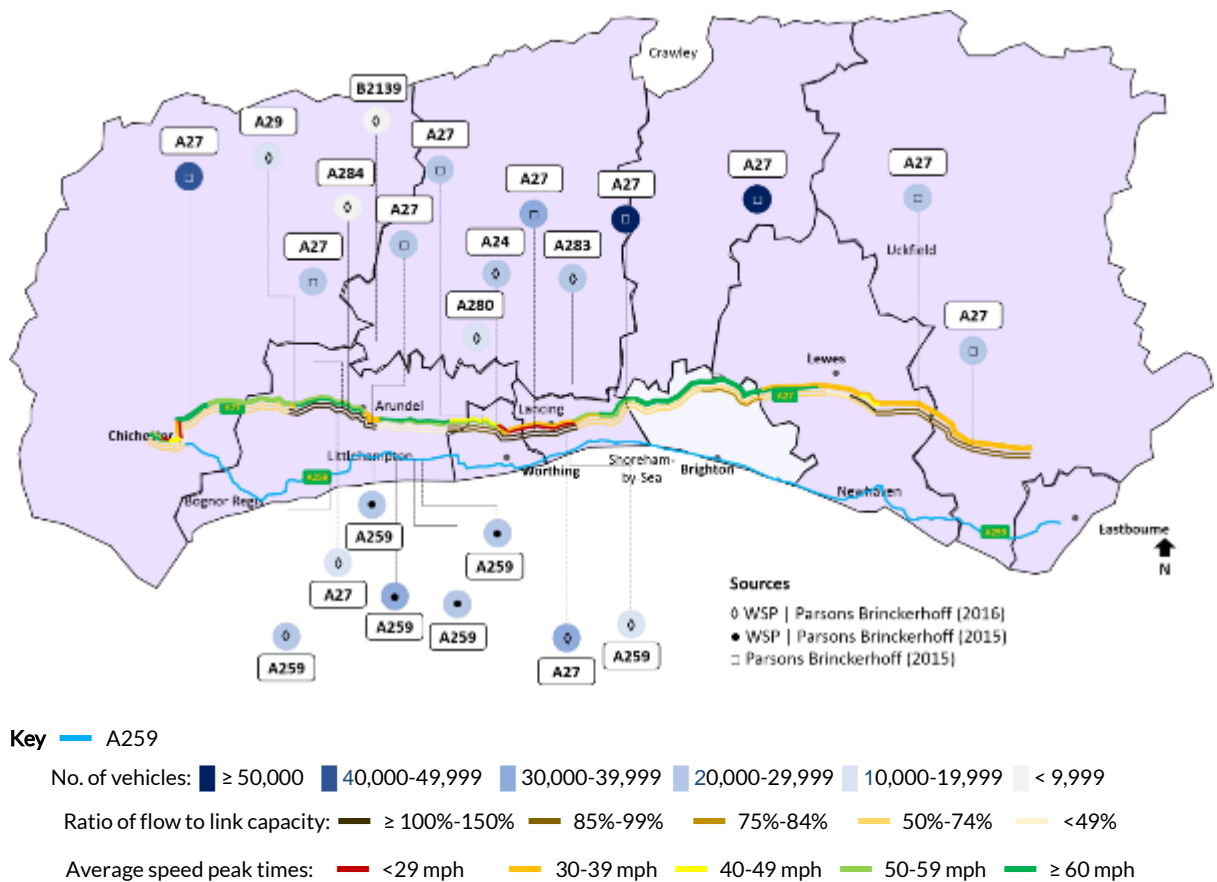 Crawley
B2139
A29
A27
A27
A284
A27
A27
A27
A27
A27
A24
A283
A27
A280
Uckfield
A27
Lewes
Arundel
Lancing
A27
A27
Chichester
Littlehampton
A259
Worthing
Shoreham-
by Sea
Brighton
Bognor Regis
Newhaven
A259
Eastbourne
N
A259
A259
A27
A259
A259
A259
A27
A259
Sources
◊ WSP | Parsons Brinckerhoff (2016)
● WSP | Parsons Brinckerhoff (2015)
□ Parsons Brinckerhoff (2015)
Key A259
No. of vehicles: ≥ 50,000 40,000-49,999 30,000-39,999 20,000-29,999 10,000-19,999 < 9,999
Ratio of flow to link capacity: ≥ 100%-150% 85%-99% 75%-84% 50%-74% <49%
Average speed peak times: <29 mph 30-39 mph 40-49 mph 50-59 mph ≥ 60 mph